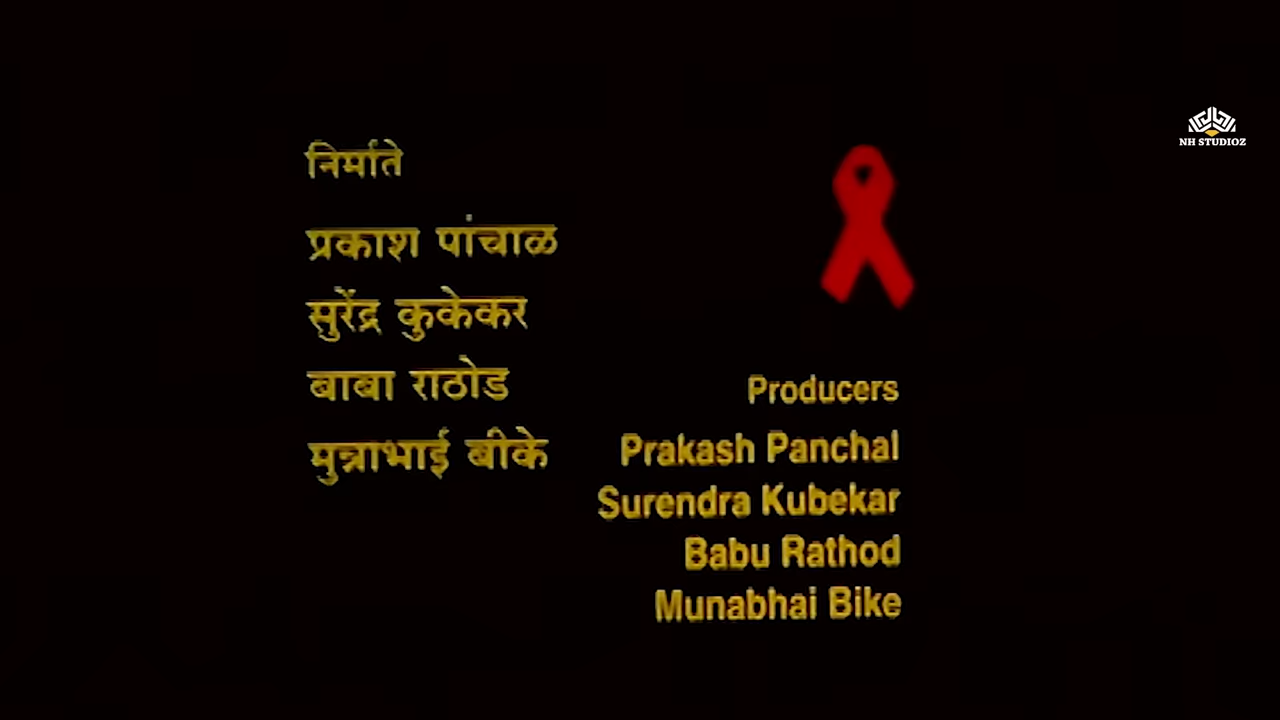 निर्माते
प्रकाश पांचाळ
सुरेंद्र कुकेकर
बाबा राठोड
मुन्नाभाई बीके
Producers
Prakash Panchal
Surendra Kubekar
Babu Rathod
Munabhai Bike
NH STUDIOZ